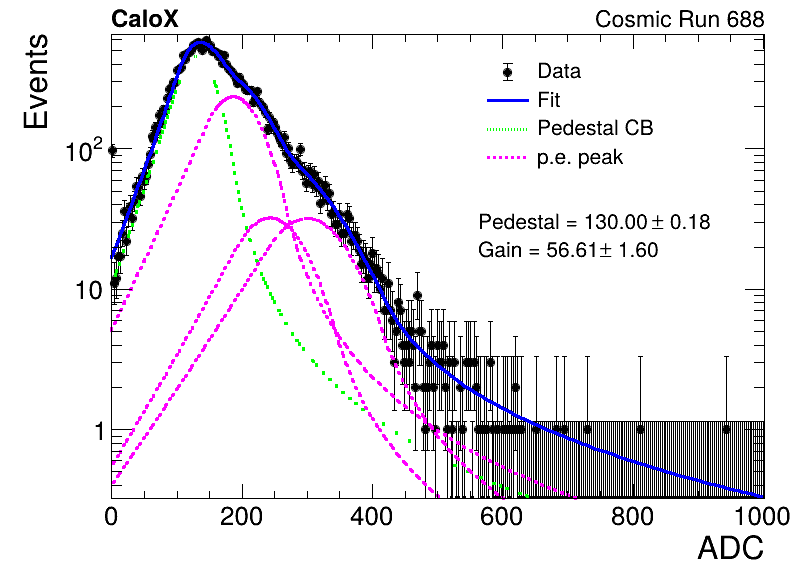 CaloX Cosmic Run 688
Events
Data
Fit
Pedestal CB
p.e. peak
Pedestal = 130.00 ± 0.18
Gain = 56.61 ± 1.60
10²
10
1
0 200 400 600 800 1000
ADC